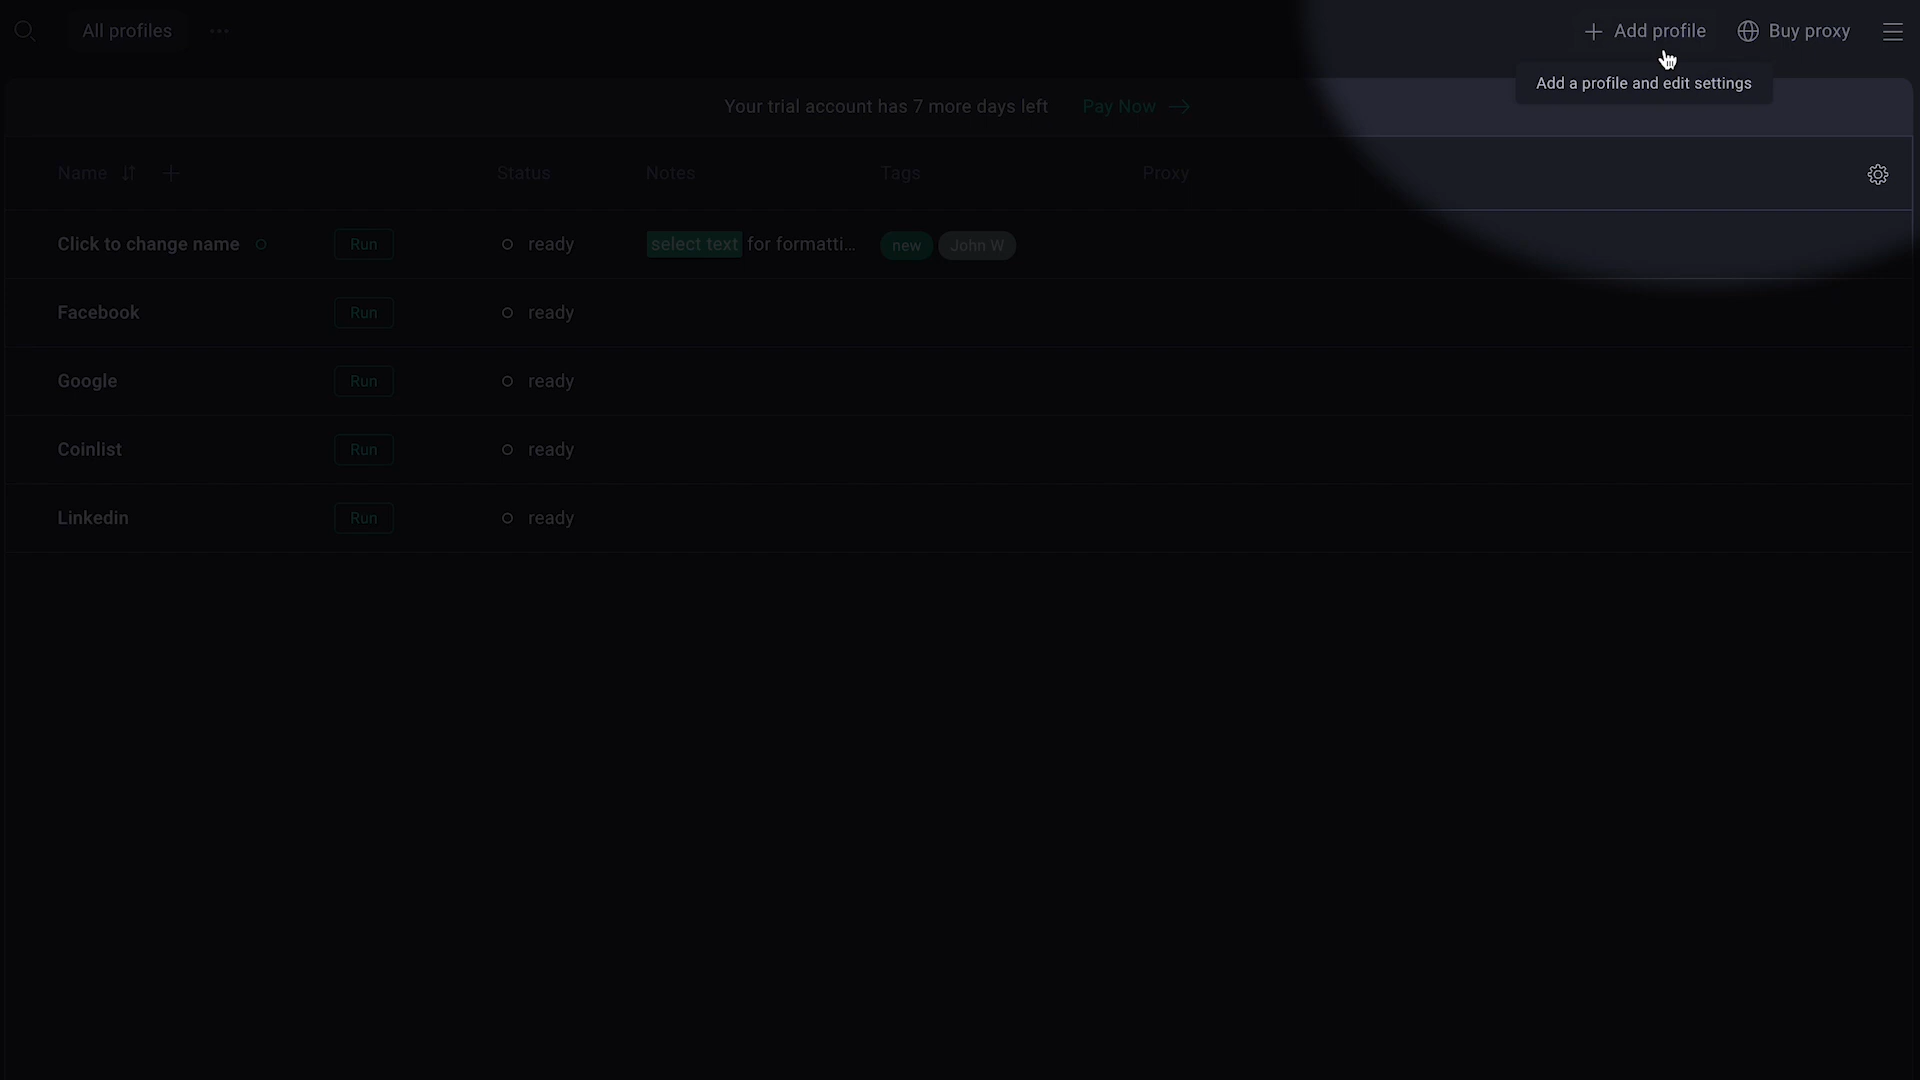 All profiles
Add profile
Buy proxy
Add a profile and edit settings
Your trial account has 7 more days left Pay Now
Name Status Notes Tags Proxy
Click to change name Run ready select text for formatti... new John W
Facebook Run ready
Google Run ready
Coinlist Run ready
Linkedin Run ready